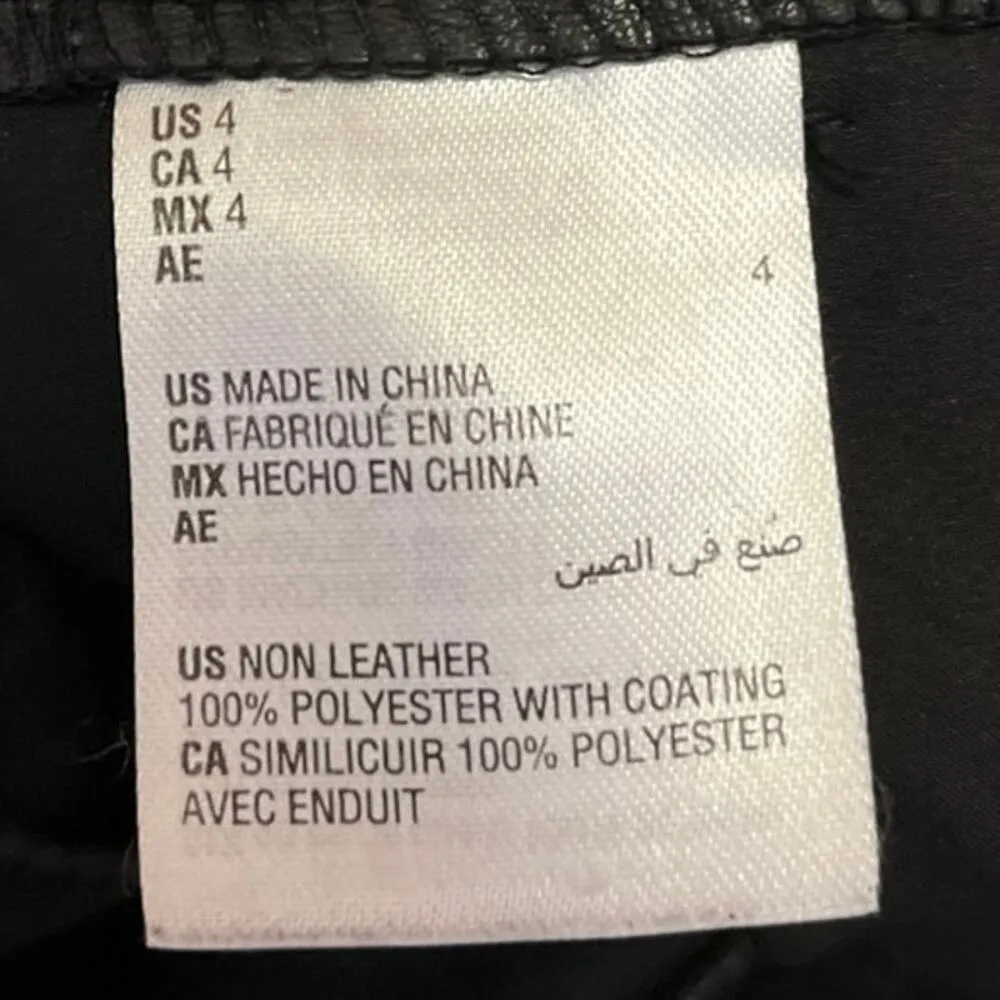 US 4
CA 4
MX 4
AE 4
US MADE IN CHINA
CA FABRIQUÉ EN CHINE
MX HECHO EN CHINA
AE
صُنع في الصين
US NON LEATHER
100% POLYESTER WITH COATING
CA SIMILICUIR 100% POLYESTER
AVEC ENDUIT